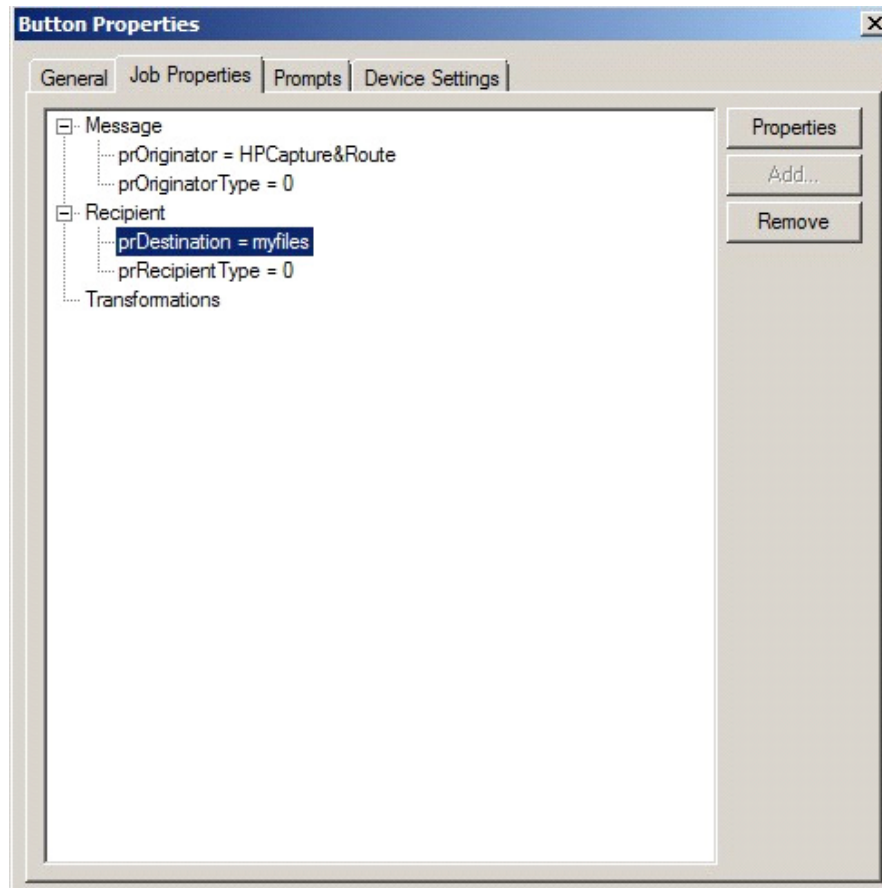 Button Properties
General Job Properties Prompts Device Settings
Message
prOriginator = HPCapture&Route
prOriginatorType = 0
Recipient
prDestination = myfiles
prRecipientType = 0
Transformations
Properties
Add...
Remove